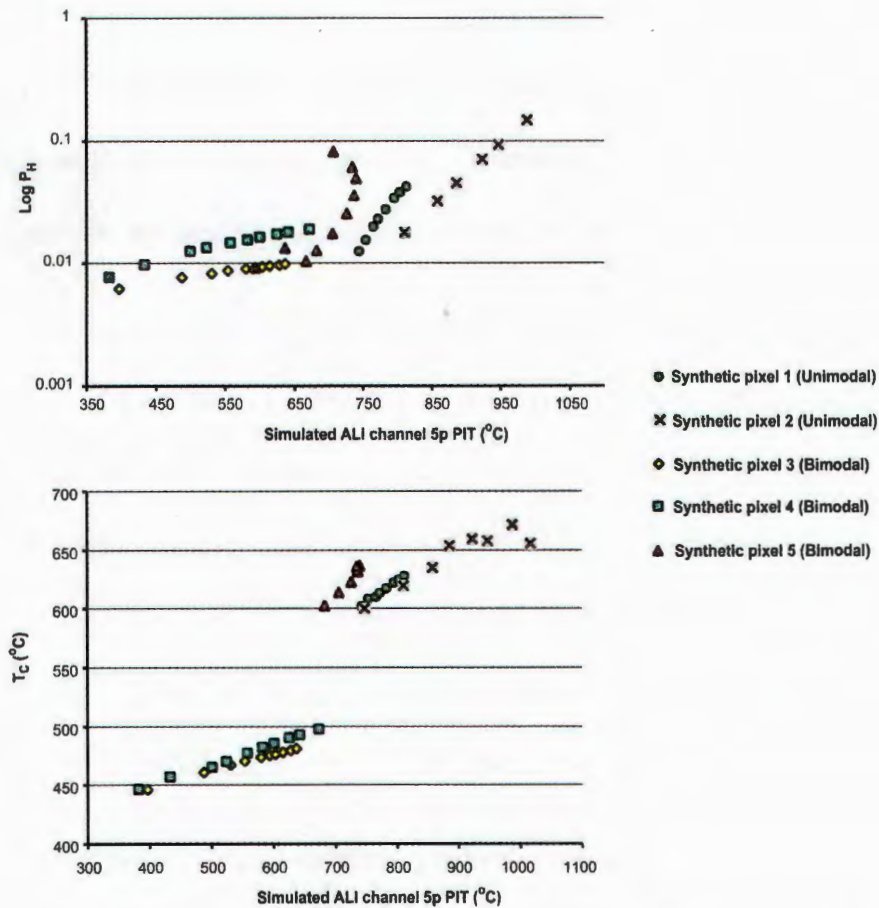 1
0.1
0.01
0.001
Log P_H
350 450 550 650 750 850 950 1050
Simulated ALI channel 5p PIT (°C)
Synthetic pixel 1 (Unimodal)
Synthetic pixel 2 (Unimodal)
Synthetic pixel 3 (Bimodal)
Synthetic pixel 4 (Bimodal)
Synthetic pixel 5 (Bimodal)
700
650
600
550
500
450
400
T_C (°C)
300 400 500 600 700 800 900 1000 1100
Simulated ALI channel 5p PIT (°C)